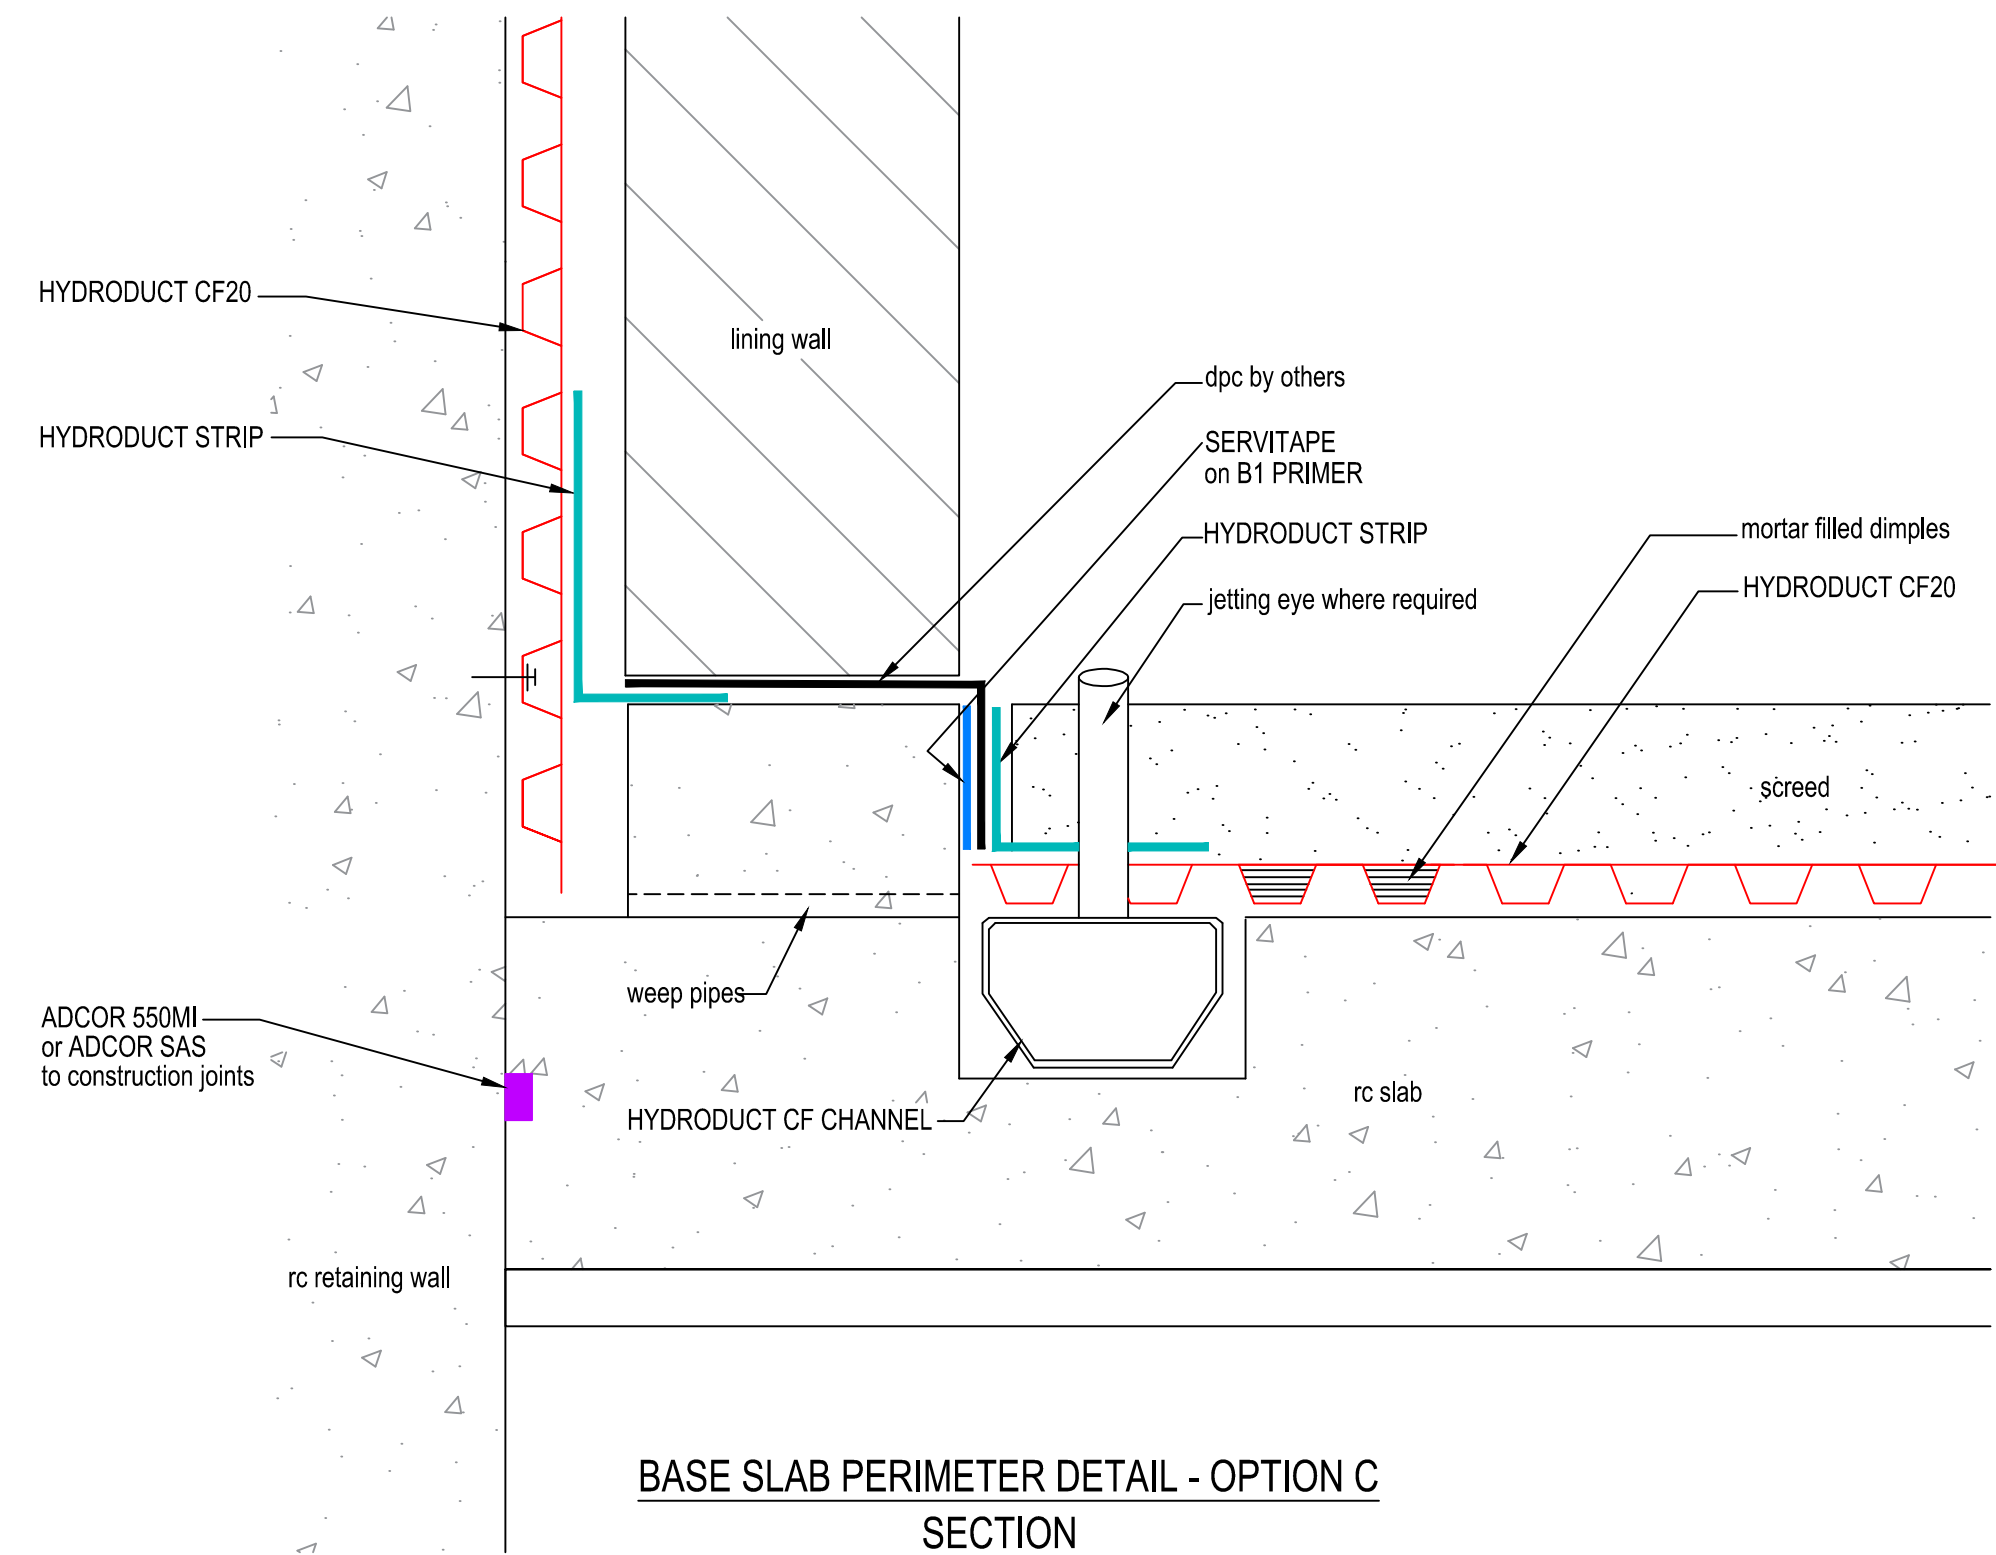 HYDRODUCT CF20
HYDRODUCT STRIP
lining wall
dpc by others
SERVITAPE
on B1 PRIMER
HYDRODUCT STRIP
jetting eye where required
mortar filled dimples
HYDRODUCT CF20
screed
weep pipes
ADCOR 550MI
or ADCOR SAS
to construction joints
HYDRODUCT CF CHANNEL
rc slab
rc retaining wall
BASE SLAB PERIMETER DETAIL - OPTION C
SECTION